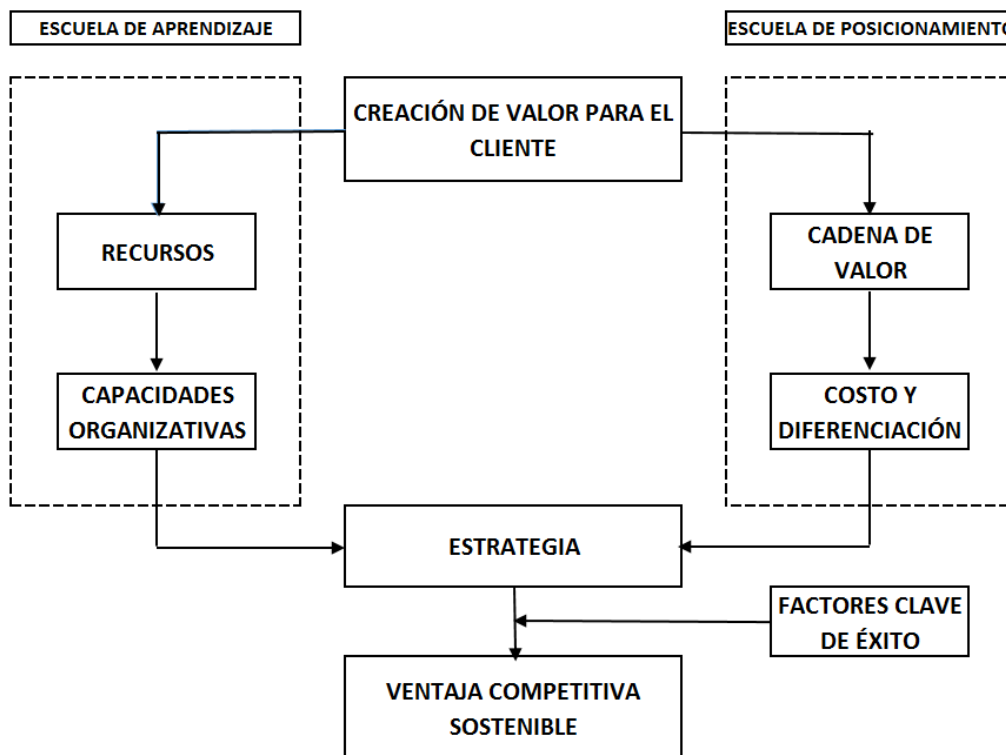 ESCUELA DE APRENDIZAJE
ESCUELA DE POSICIONAMIENTO
CREACIÓN DE VALOR PARA EL
CLIENTE
RECURSOS
CADENA DE
VALOR
CAPACIDADES
ORGANIZATIVAS
COSTO Y
DIFERENCIACIÓN
ESTRATEGIA
FACTORES CLAVE
DE ÉXITO
VENTAJA COMPETITIVA
SOSTENIBLE